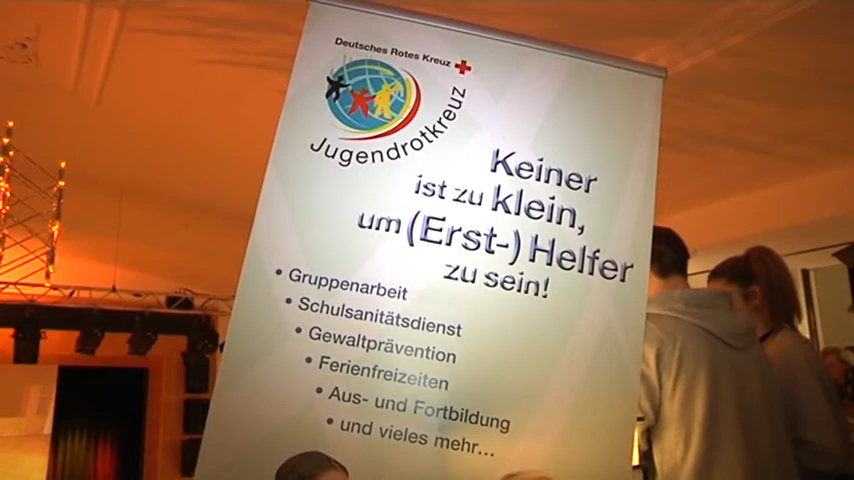 Deutsches Rotes Kreuz
Jugendrotkreuz
Keiner
ist zu klein,
um (Erst-) Helfer
zu sein!
• Gruppenarbeit
• Schulsanitätsdienst
• Gewaltprävention
• Ferienfreizeiten
• Aus- und Fortbildung
• und vieles mehr...